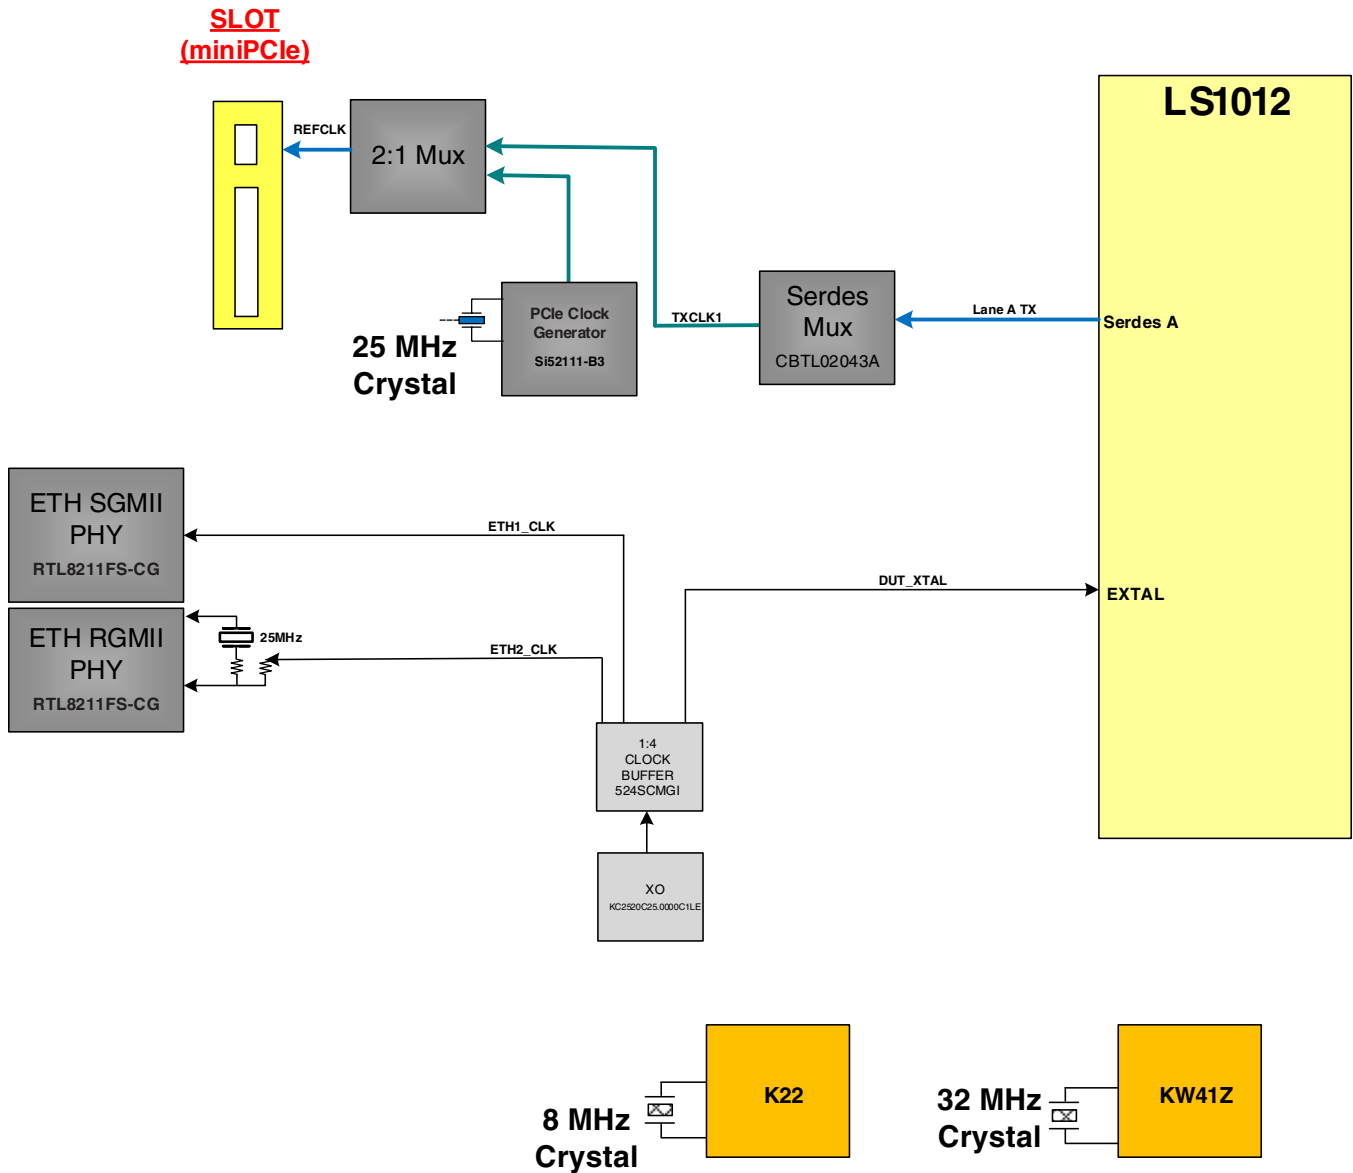 SLOT
(miniPCIe)
LS1012
REFCLK
2:1 Mux
PCIe Clock
Generator
Si52111-B3
25 MHz
Crystal
TXCLK1
Serdes
Mux
CBTL02043A
Lane A TX
Serdes A
ETH SGMII
PHY
RTL8211FS-CG
ETH1_CLK
DUT_XTAL
EXTAL
ETH RGMII
PHY
RTL8211FS-CG
25MHz
ETH2_CLK
1:4
CLOCK
BUFFER
524SCMGI
XO
KC2520C25.0000C1LE
K22
8 MHz
Crystal
KW41Z
32 MHz
Crystal